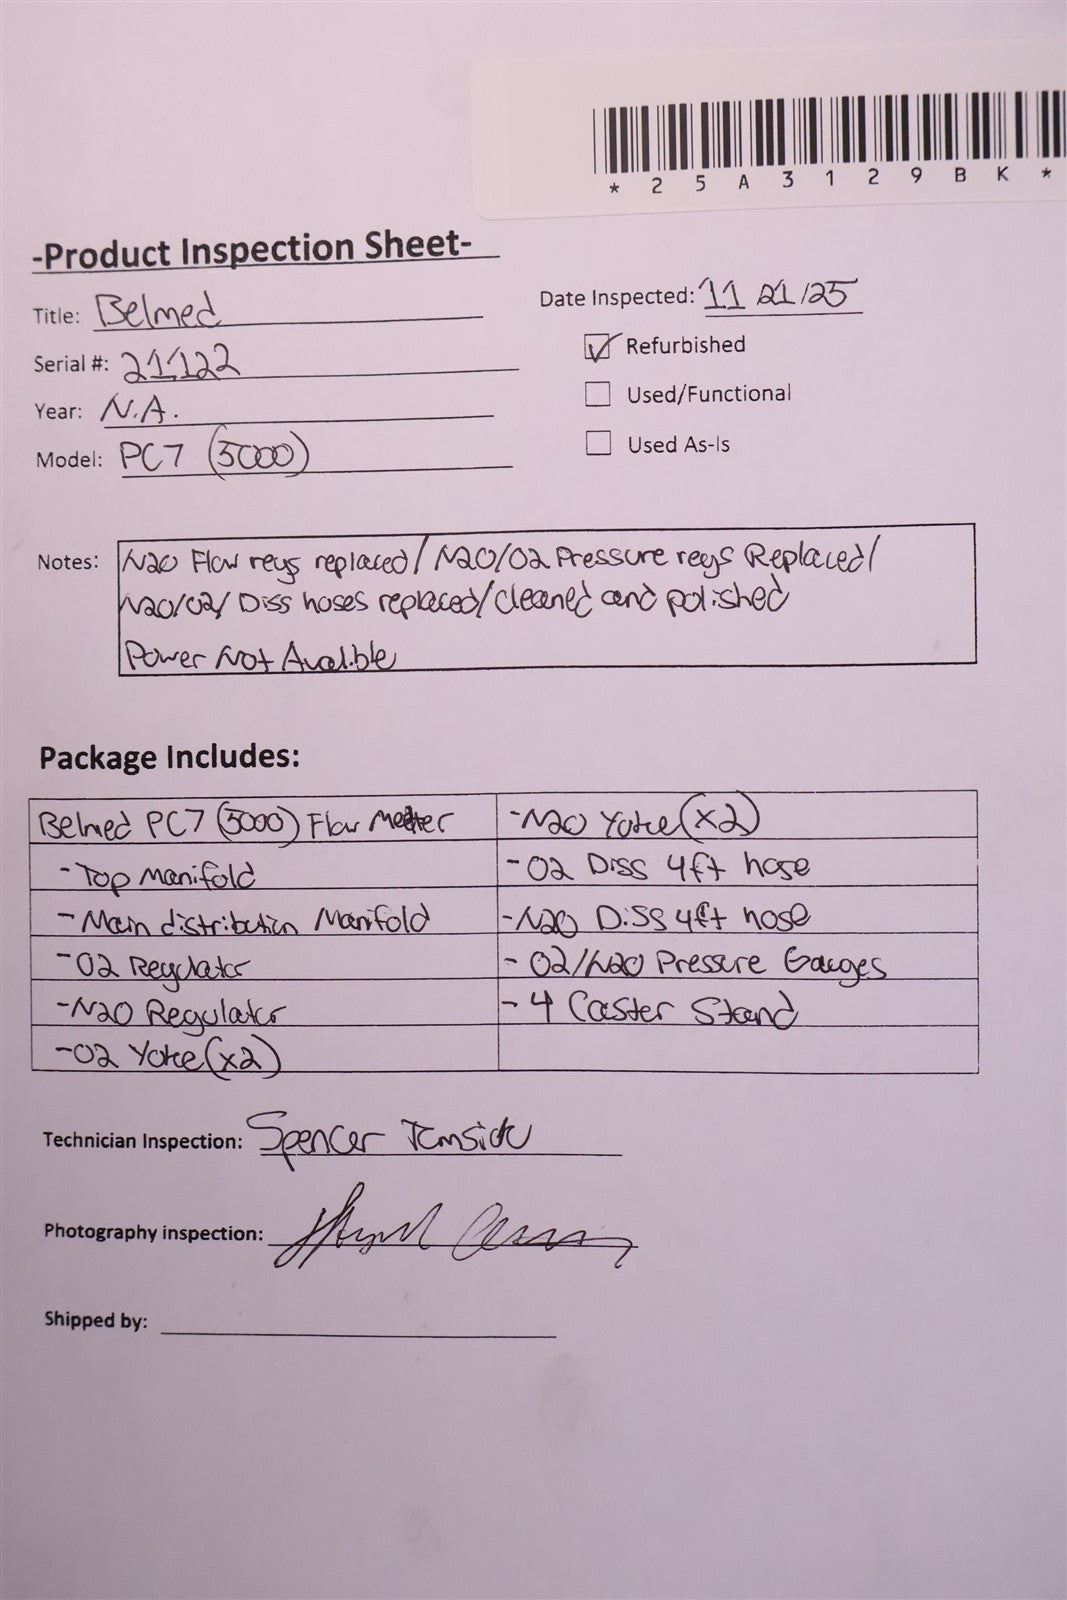 *25A3129BK*
-Product Inspection Sheet-
Title: Belmed
Date Inspected: 11 21/25
Serial #: 21122
Refurbished
Year: N.A.
Used/Functional
Model: PC7 (5000)
Used As-Is
Notes: N2O Flow regs replaced/ N2O/O2 Pressure regs Replaced/
N2O/O2/ Diss hoses replaced/ cleaned and polished
Power Not Avalible
Package Includes:
Belmed PC7 (5000) Flow Meter
-N2O Yoke (x2)
-Top Manifold
-O2 Diss 4ft hose
-Main distribution Manifold
-N2O Diss 4ft hose
-O2 Regulator
-O2/N2O Pressure Gauges
-N2O Regulator
-4 Caster Stand
-O2 Yoke (x2)
Technician Inspection: Spencer
Photography inspection:
Shipped by: